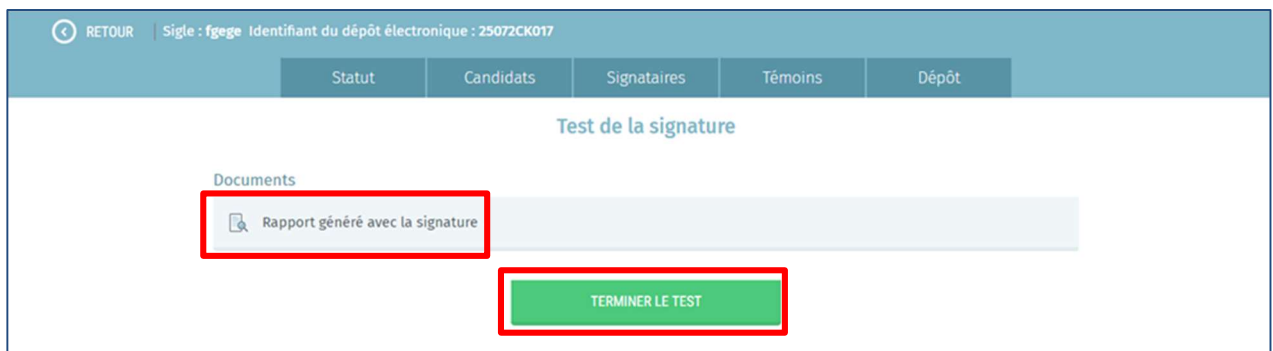 RETOUR Sigle : fgege Identifiant du dépôt électronique : 25072CK017
Statut Candidats Signataires Témoins Dépôt
Test de la signature
Documents
Rapport généré avec la signature
TERMINER LE TEST